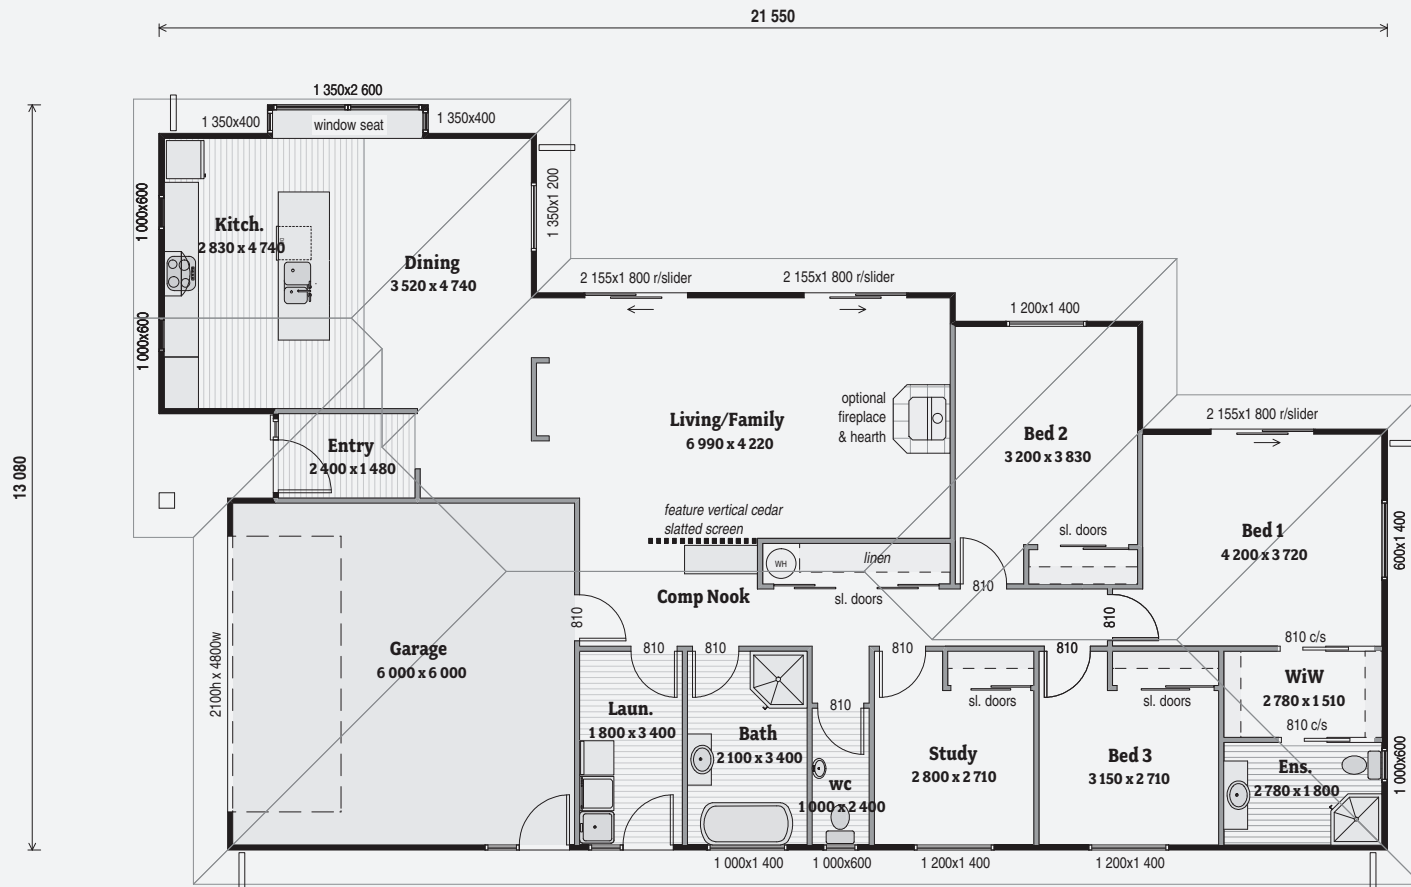 21 550
1 350x2 600
1 350x400
window seat
1 350x400
1 000x600
Kitch.
2 830 x 4 740
1 350x1 200
Dining
3 520 x 4 740
2 155x1 800 r/slider
2 155x1 800 r/slider
1 200x1 400
1 000x600
13 080
optional
fireplace
& hearth
Living/Family
6 990 x 4 220
Bed 2
3 200 x 3 830
2 155x1 800 r/slider
Entry
2 400 x 1 480
feature vertical cedar
slatted screen
Bed 1
4 200 x 3 720
600x1 400
sl. doors
WH
linen
sl. doors
810
Comp Nook
810
810
2100h x 4800w
Garage
6 000 x 6 000
810
810
810
810
810 c/s
WiW
2 780 x 1 510
810 c/s
sl. doors
sl. doors
Laun.
1 800 x 3 400
810
Bath
2 100 x 3 400
Study
2 800 x 2 710
Bed 3
3 150 x 2 710
Ens.
2 780 x 1 800
1 000x600
wc
1 000 x 2 400
1 000x1 400
1 000x600
1 200x1 400
1 200x1 400